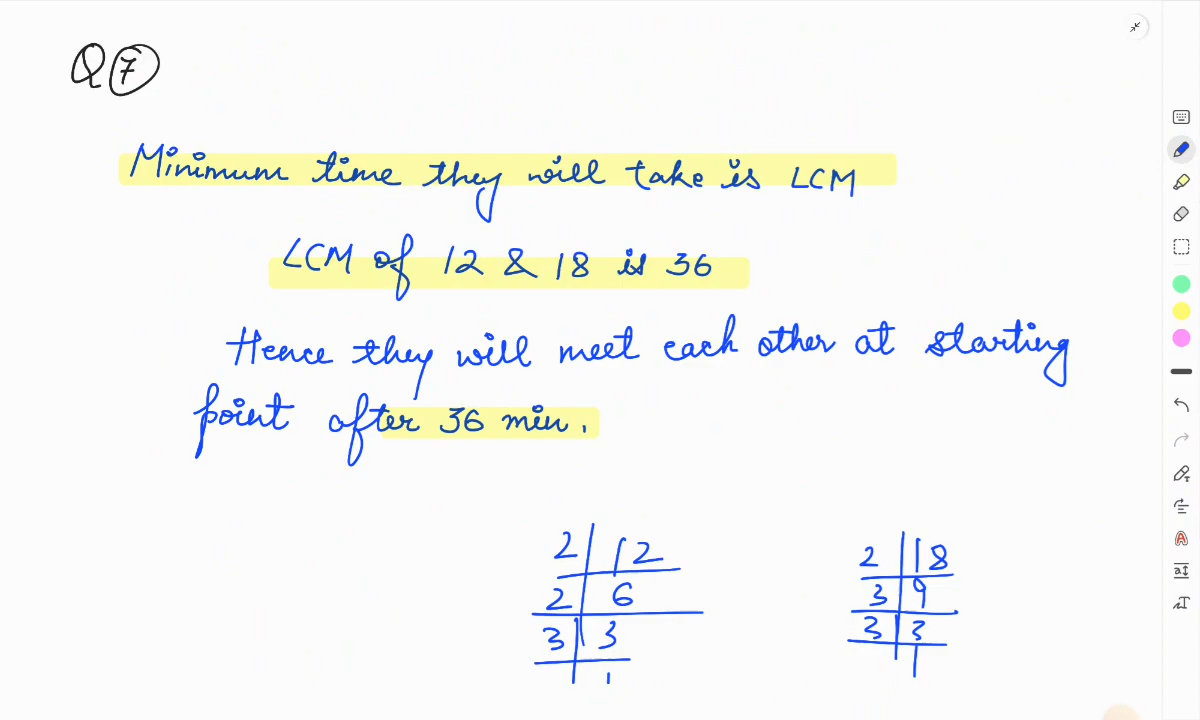 Q 7
Minimum time they will take is LCM
LCM of 12 & 18 is 36
Hence they will meet each other at starting
point after 36 min.
2 | 12
2 | 6
3 | 3
1
2 | 18
3 | 9
3 | 3
1